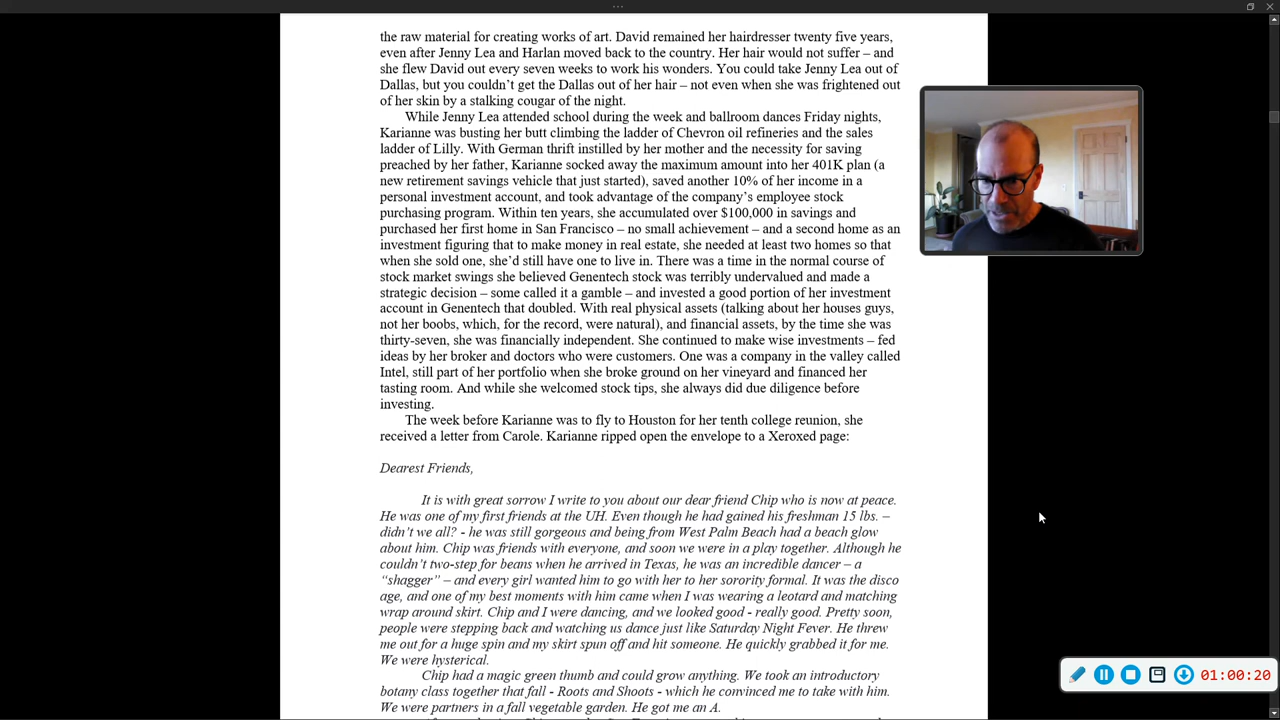 the raw material for creating works of art. David remained her hairdresser twenty five years,
even after Jenny Lea and Harlan moved back to the country. Her hair would not suffer – and
she flew David out every seven weeks to work his wonders. You could take Jenny Lea out of
Dallas, but you couldn't get the Dallas out of her hair – not even when she was frightened out
of her skin by a stalking cougar of the night.
While Jenny Lea attended school during the week and ballroom dances Friday nights,
Karianne was busting her butt climbing the ladder of Chevron oil refineries and the sales
ladder of Lilly. With German thrift instilled by her mother and the necessity for saving
preached by her father, Karianne socked away the maximum amount into her 401K plan (a
new retirement savings vehicle that just started), saved another 10% of her income in a
personal investment account, and took advantage of the company's employee stock
purchasing program. Within ten years, she accumulated over $100,000 in savings and
purchased her first home in San Francisco – no small achievement – and a second home as an
investment figuring that to make money in real estate, she needed at least two homes so that
when she sold one, she'd still have one to live in. There was a time in the normal course of
stock market swings she believed Genentech stock was terribly undervalued and made a
strategic decision – some called it a gamble – and invested a good portion of her investment
account in Genentech that doubled. With real physical assets (talking about her houses guys,
not her boobs, which, for the record, were natural), and financial assets, by the time she was
thirty-seven, she was financially independent. She continued to make wise investments – fed
ideas by her broker and doctors who were customers. One was a company in the valley called
Intel, still part of her portfolio when she broke ground on her vineyard and financed her
tasting room. And while she welcomed stock tips, she always did due diligence before
investing.
The week before Karianne was to fly to Houston for her tenth college reunion, she
received a letter from Carole. Karianne ripped open the envelope to a Xeroxed page:
Dearest Friends,
It is with great sorrow I write to you about our dear friend Chip who is now at peace.
He was one of my first friends at the UH. Even though he had gained his freshman 15 lbs. –
didn't we all? - he was still gorgeous and being from West Palm Beach had a beach glow
about him. Chip was friends with everyone, and soon we were in a play together. Although he
couldn't two-step for beans when he arrived in Texas, he was an incredible dancer – a
"shagger" – and every girl wanted him to go with her to her sorority formal. It was the disco
age, and one of my best moments with him came when I was wearing a leotard and matching
wrap around skirt. Chip and I were dancing, and we looked good - really good. Pretty soon,
people were stepping back and watching us dance just like Saturday Night Fever. He threw
me out for a huge spin and my skirt spun off and hit someone. He quickly grabbed it for me.
We were hysterical.
Chip had a magic green thumb and could grow anything. We took an introductory
botany class together that fall - Roots and Shoots - which he convinced me to take with him.
We were partners in a fall vegetable garden. He got me an A.
01:00:20